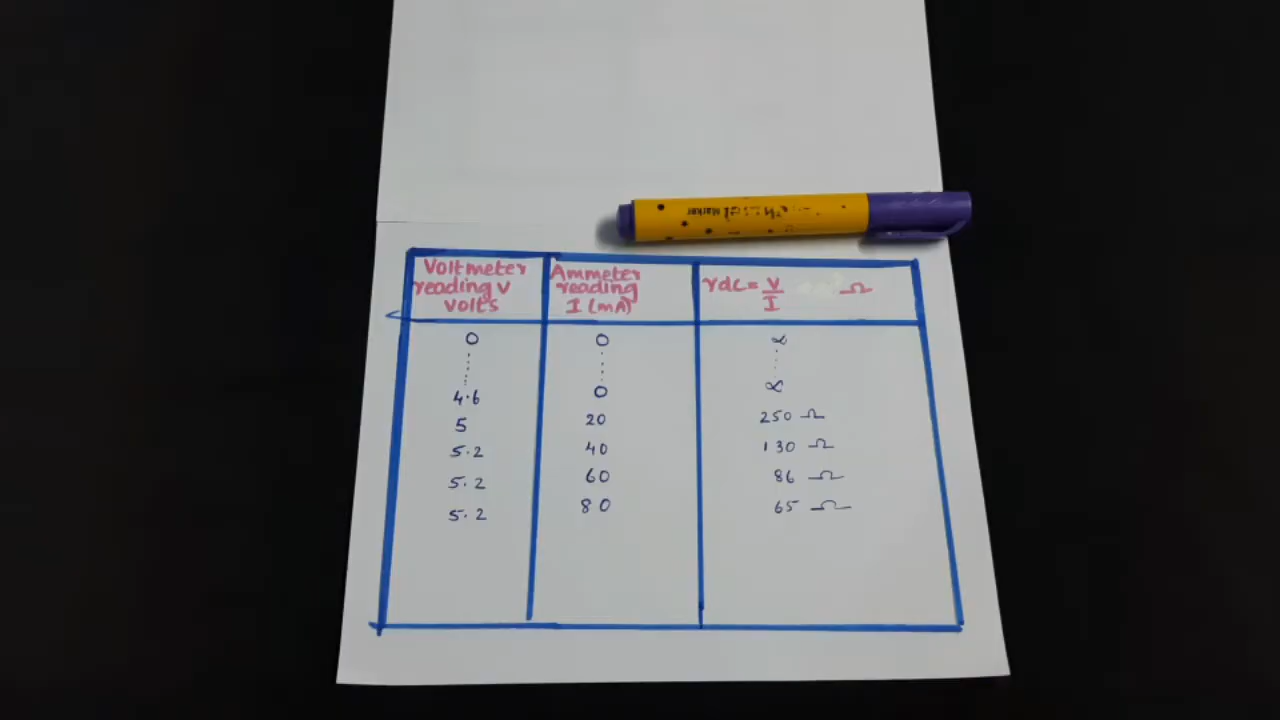 Marker
Voltmeter reading V volts
Ammeter reading I (mA)
rdc = V/I Ω
0 0 ∝
⋮ ⋮ ⋮
4.6 0 ∝
5 20 250 Ω
5.2 40 130 Ω
5.2 60 86 Ω
5.2 80 65 Ω